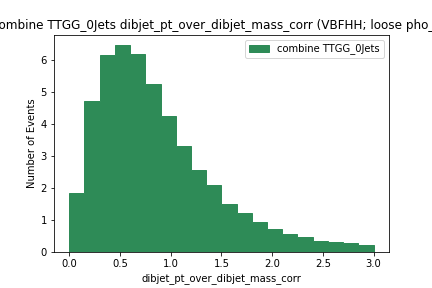 ombine TTGG_0Jets dibjet_pt_over_dibjet_mass_corr (VBFHH; loose pho_
combine TTGG_0Jets
Number of Events
6
5
4
3
2
1
0
0.0 0.5 1.0 1.5 2.0 2.5 3.0
dibjet_pt_over_dibjet_mass_corr